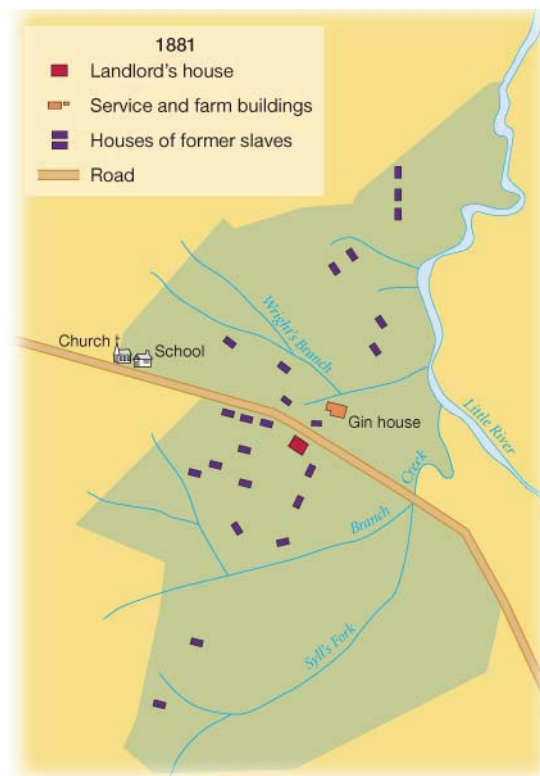 1881
Landlord's house
Service and farm buildings
Houses of former slaves
Road
Wright's Branch
Church
School
Gin house
Little River
Branch
Creek
Syll's Fork